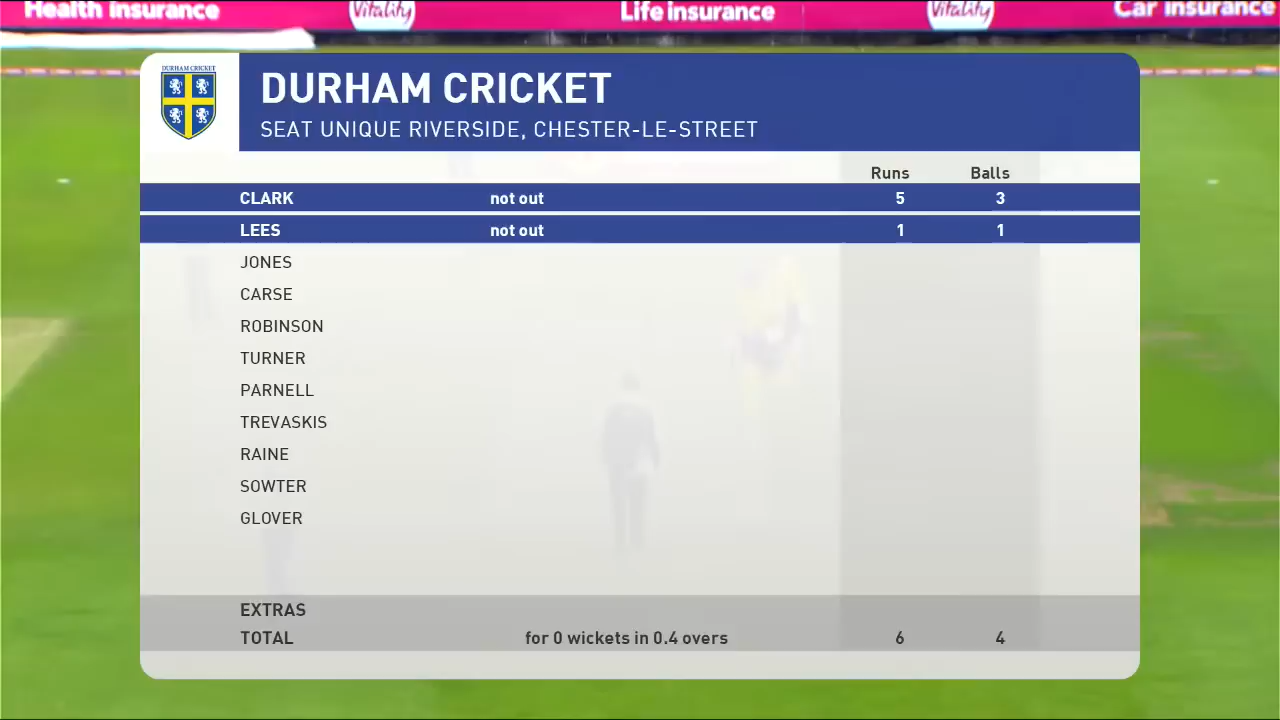 Health insurance Vitality Life insurance Vitality Car insurance
DURHAM CRICKET
DURHAM CRICKET
SEAT UNIQUE RIVERSIDE, CHESTER-LE-STREET
Runs Balls
CLARK not out 5 3
LEES not out 1 1
JONES
CARSE
ROBINSON
TURNER
PARNELL
TREVASKIS
RAINE
SOWTER
GLOVER
EXTRAS
TOTAL for 0 wickets in 0.4 overs 6 4